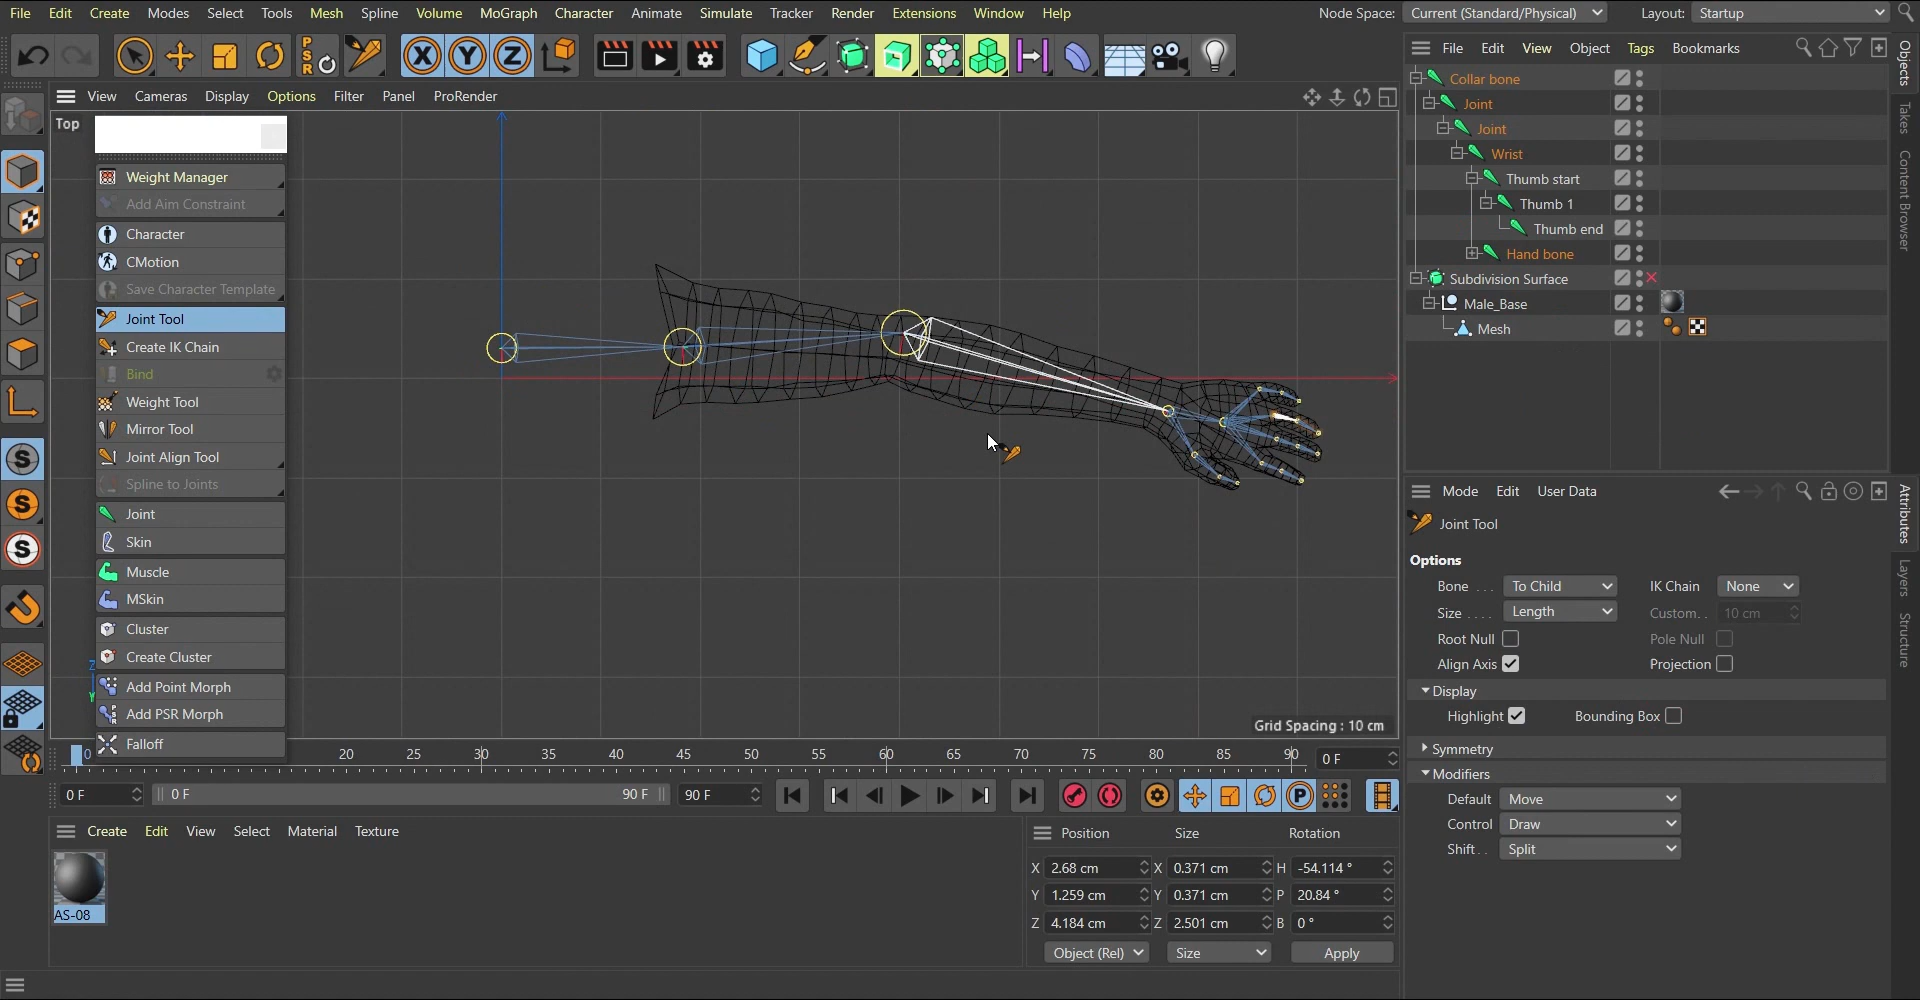 File Edit Create Modes Select Tools Mesh Spline Volume MoGraph Character Animate Simulate Tracker Render Extensions Window Help Node Space: Current (Standard/Physical) Layout: Startup
P S R X Y Z
File Edit View Object Tags Bookmarks
View Cameras Display Options Filter Panel ProRender
Top
Collar bone
Joint
Joint
Wrist
Thumb start
Thumb 1
Thumb end
Hand bone
Subdivision Surface
Male_Base
Mesh
Objects
Takes
Content Browser
Weight Manager
Add Aim Constraint
Character
CMotion
Save Character Template
Joint Tool
Create IK Chain
Bind
Weight Tool
Mirror Tool
Joint Align Tool
Spline to Joints
Joint
Skin
Muscle
MSkin
Cluster
Create Cluster
Add Point Morph
Add PSR Morph
Falloff
S
S
S
Z
Y
Grid Spacing : 10 cm
Mode Edit User Data
Joint Tool
Options
Bone . . . To Child IK Chain None
Size . . . . Length Custom. . 10 cm
Root Null Pole Null
Align Axis Projection
Display
Highlight Bounding Box
Symmetry
Modifiers
Default Move
Control Draw
Shift. . Split
Attributes
Layers
Structure
0 20 25 30 35 40 45 50 55 60 65 70 75 80 85 90 0 F
0 F 0 F 90 F 90 F P
Create Edit View Select Material Texture
AS-08
Position Size Rotation
X 2.68 cm X 0.371 cm H -54.114 °
Y 1.259 cm Y 0.371 cm P 20.84 °
Z 4.184 cm Z 2.501 cm B 0 °
Object (Rel) Size Apply